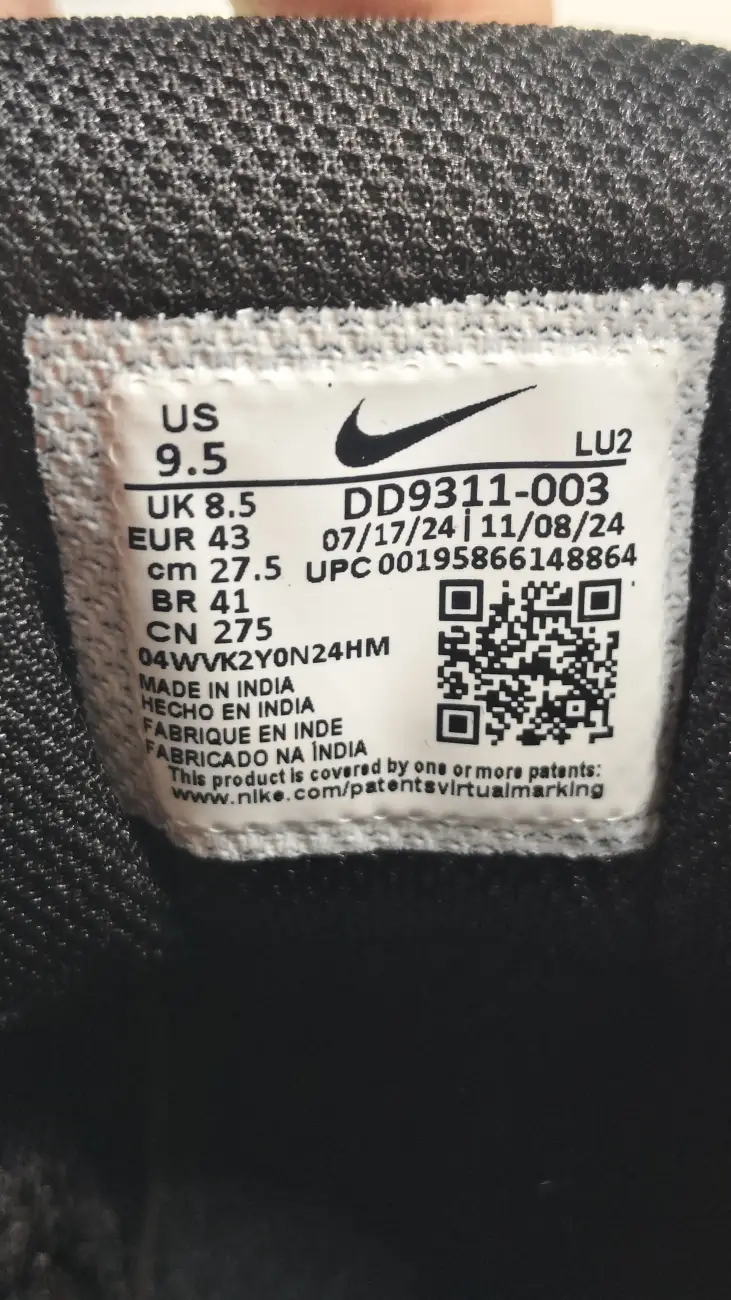 US
9.5
LU2
UK 8.5
DD9311-003
EUR 43
07/17/24 | 11/08/24
cm 27.5
UPC 00195866148864
BR 41
CN 275
04WVK2Y0N24HM
MADE IN INDIA
HECHO EN INDIA
FABRIQUE EN INDE
FABRICADO NA ÍNDIA
This product is covered by one or more patents:
www.nike.com/patentsvirtualmarking